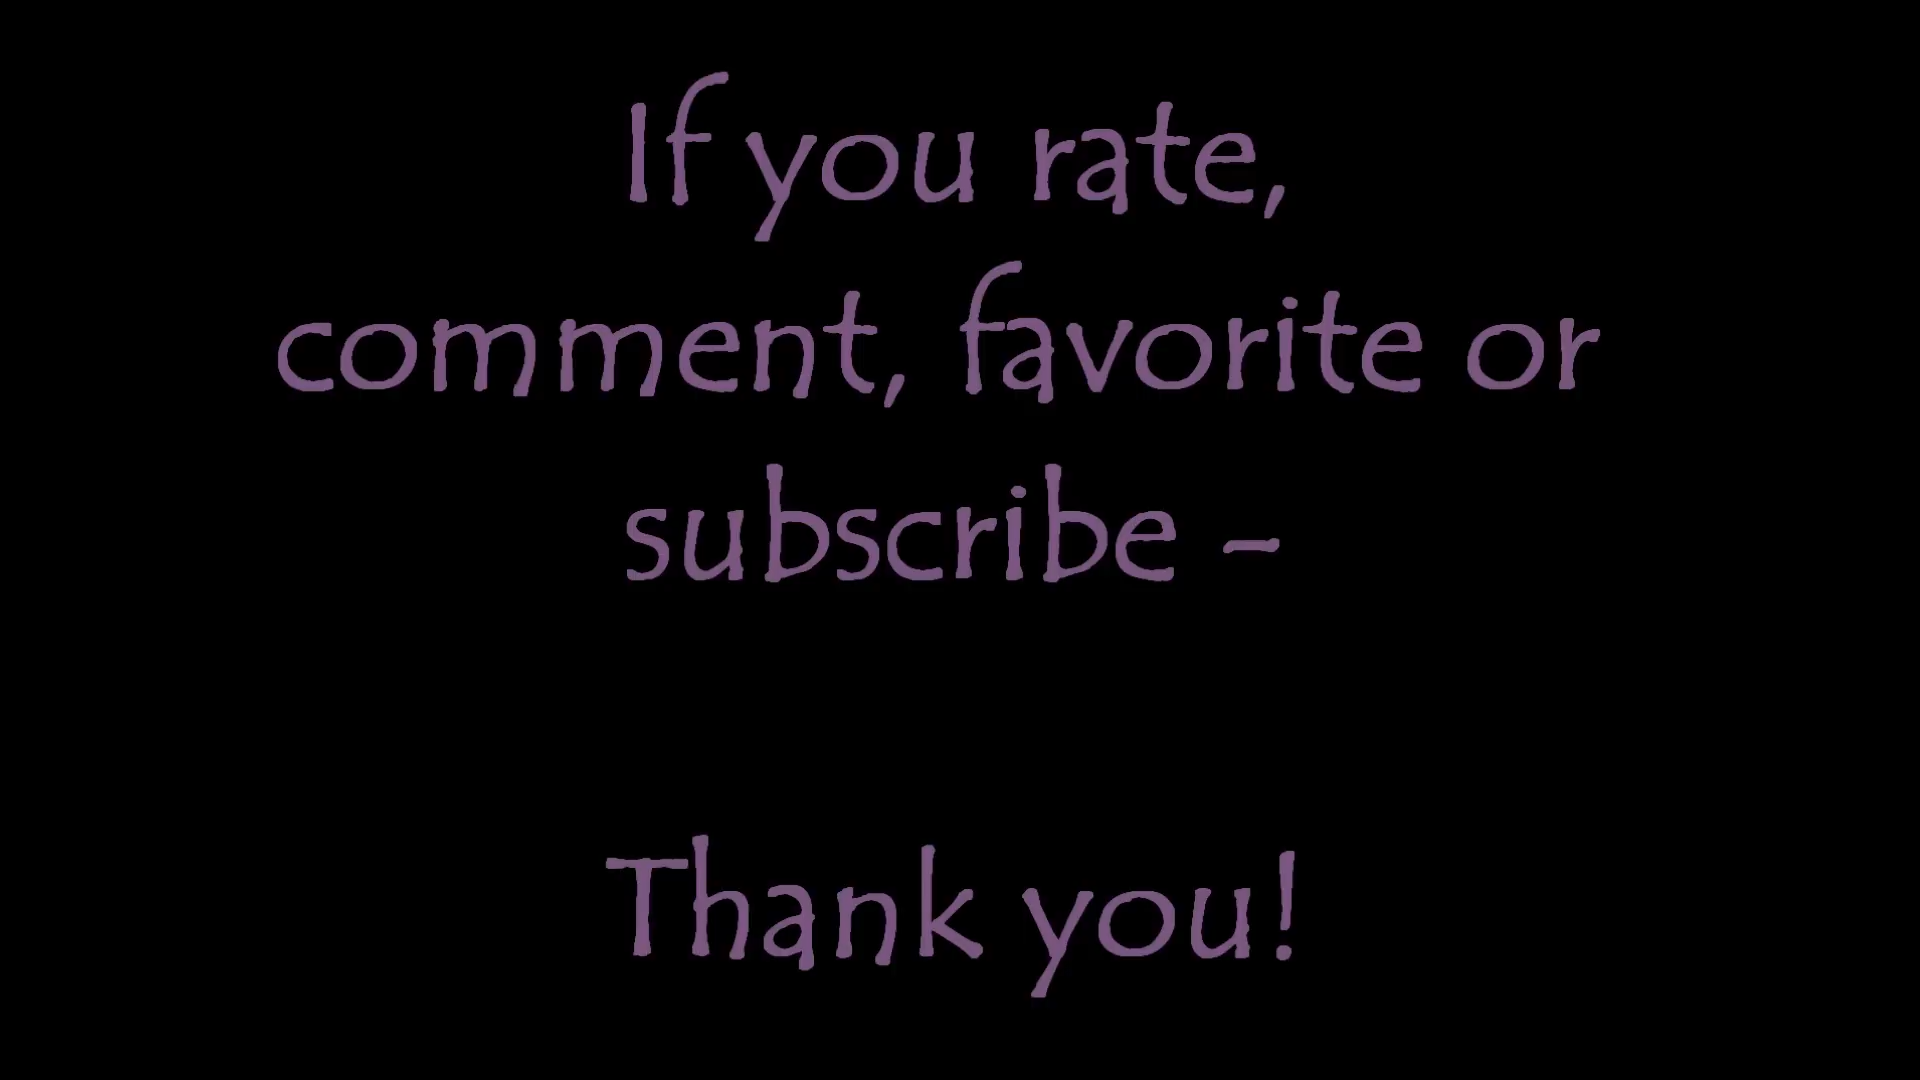 If you rate,
comment, favorite or
subscribe -
Thank you!